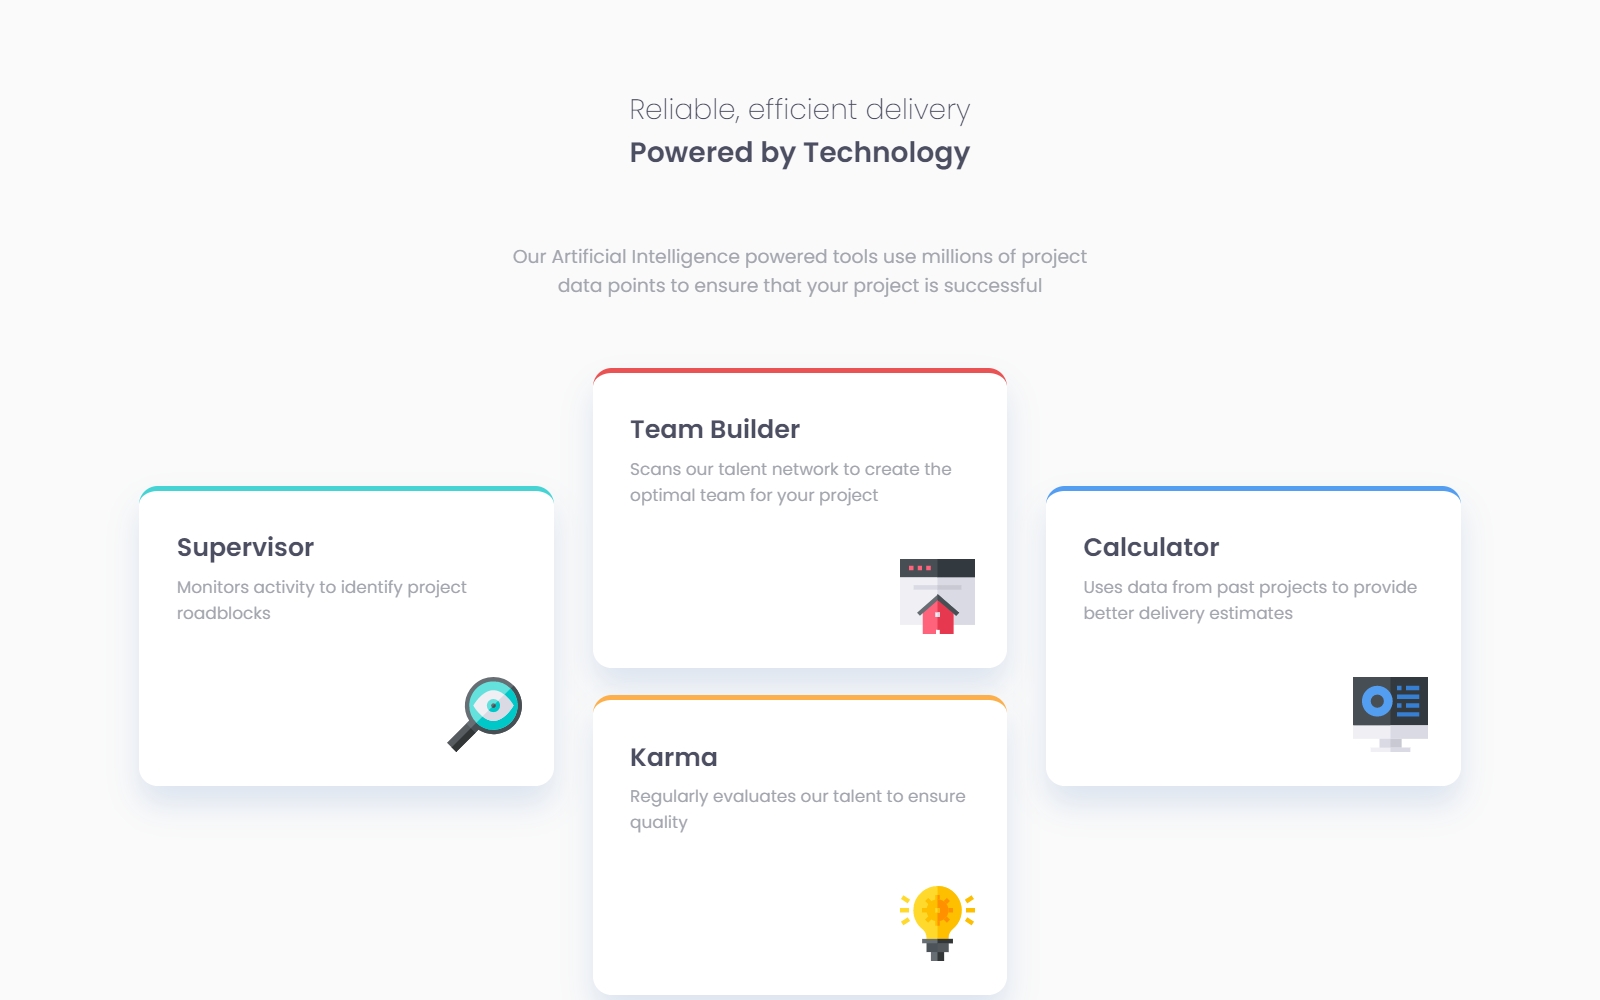 Reliable, efficient delivery
Powered by Technology
Our Artificial Intelligence powered tools use millions of project
data points to ensure that your project is successful
Team Builder
Scans our talent network to create the
optimal team for your project
Supervisor
Monitors activity to identify project
roadblocks
Calculator
Uses data from past projects to provide
better delivery estimates
Karma
Regularly evaluates our talent to ensure
quality